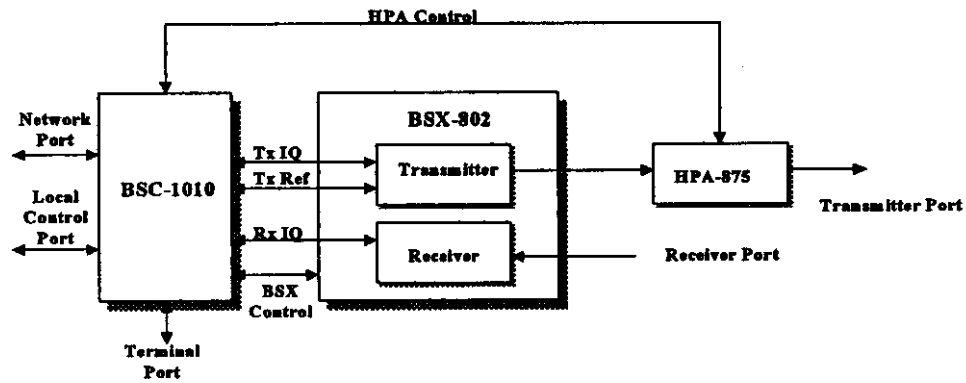 HPA Control
Network
Port
BSX-802
Tx IQ
Transmitter
BSC-1010
Tx Ref
HPA-875
Local
Control
Port
Transmitter Port
Rx IQ
Receiver
Receiver Port
BSX
Control
Terminal
Port